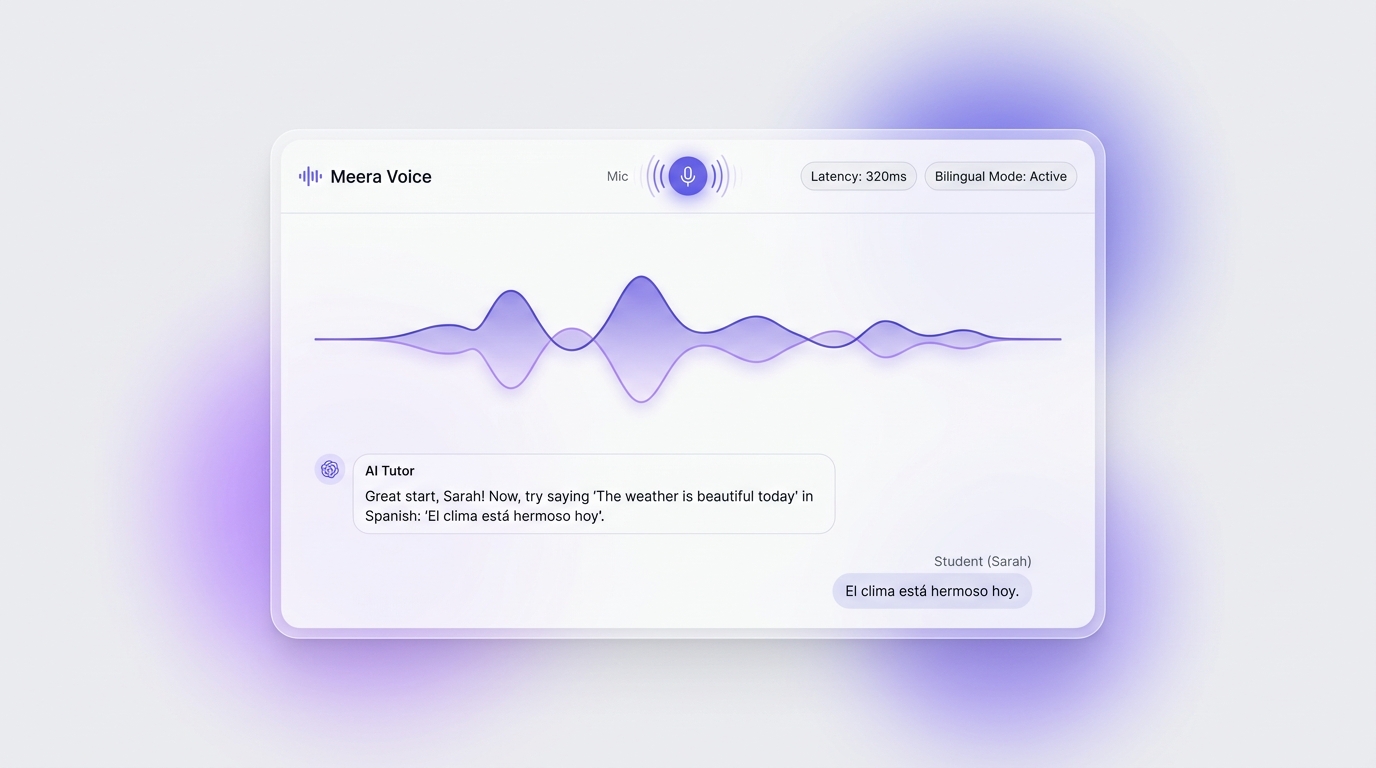 Meera Voice
Mic
Latency: 320ms
Bilingual Mode: Active
AI Tutor
Great start, Sarah! Now, try saying 'The weather is beautiful today' in
Spanish: 'El clima está hermoso hoy'.
Student (Sarah)
El clima está hermoso hoy.